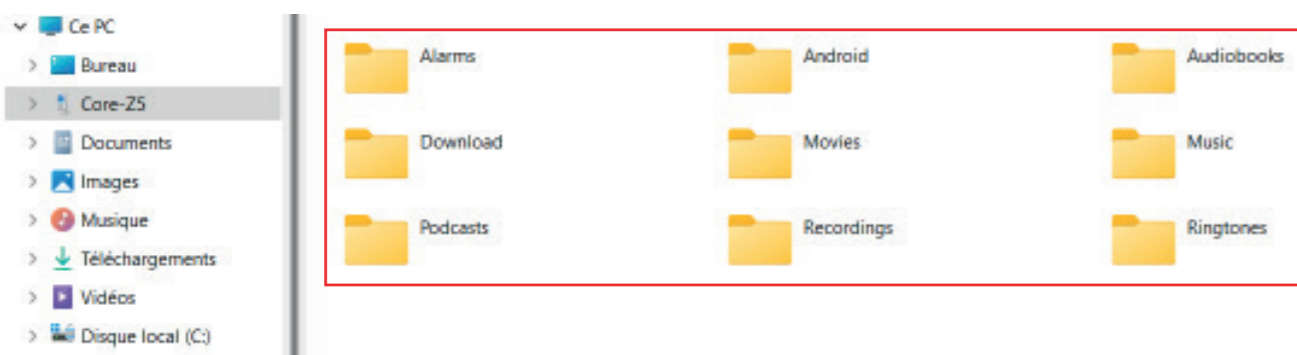 Ce PC
Bureau
Core-Z5
Documents
Images
Musique
Téléchargements
Vidéos
Disque local (C:)
Alarms Android Audiobooks
Download Movies Music
Podcasts Recordings Ringtones